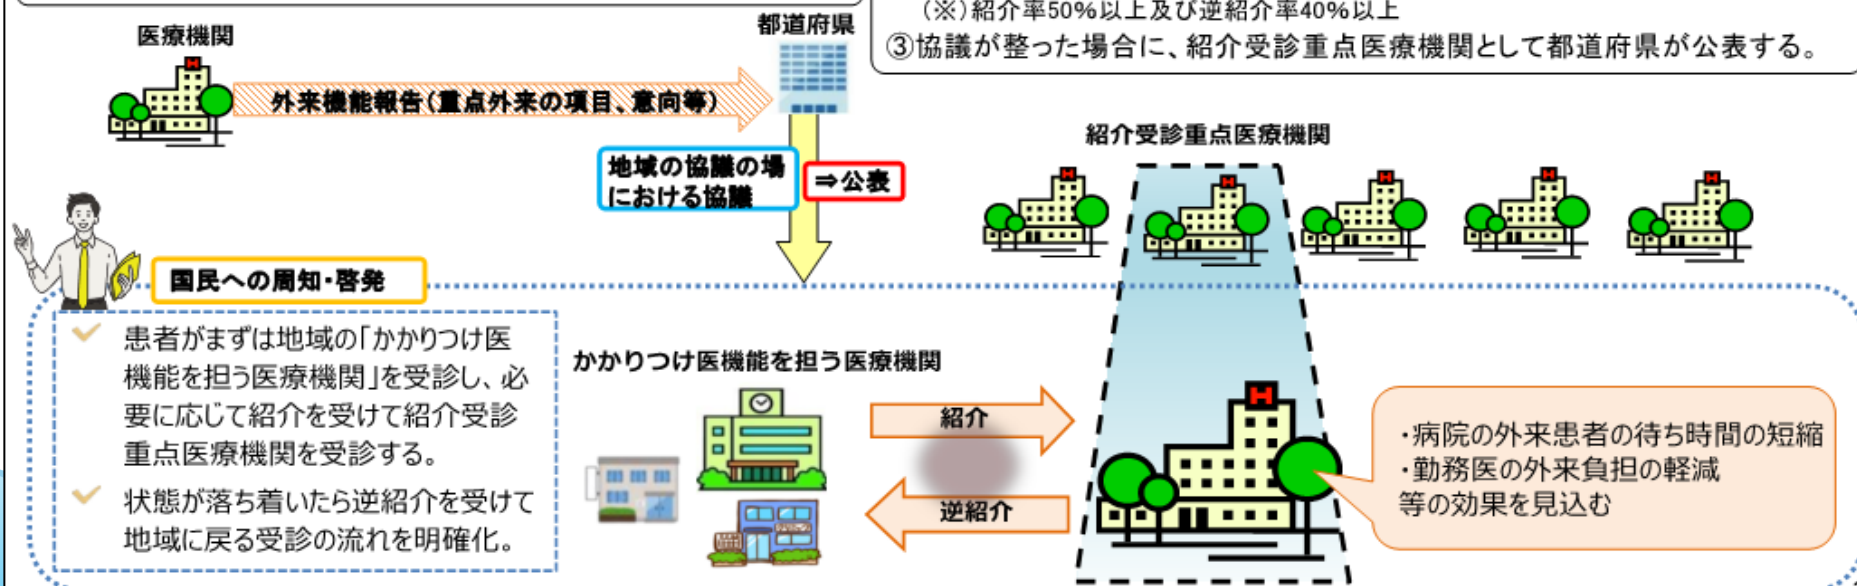 (※)紹介率50%以上及び逆紹介率40%以上
③協議が整った場合に、紹介受診重点医療機関として都道府県が公表する。
医療機関
都道府県
外来機能報告(重点外来の項目、意向等)
地域の協議の場
における協議
⇒公表
紹介受診重点医療機関
H
H
H
H
H
H
国民への周知・啓発
患者がまずは地域の「かかりつけ医
機能を担う医療機関」を受診し、必
要に応じて紹介を受けて紹介受診
重点医療機関を受診する。
状態が落ち着いたら逆紹介を受けて
地域に戻る受診の流れを明確化。
かかりつけ医機能を担う医療機関
紹介
逆紹介
H
・病院の外来患者の待ち時間の短縮
・勤務医の外来負担の軽減
等の効果を見込む